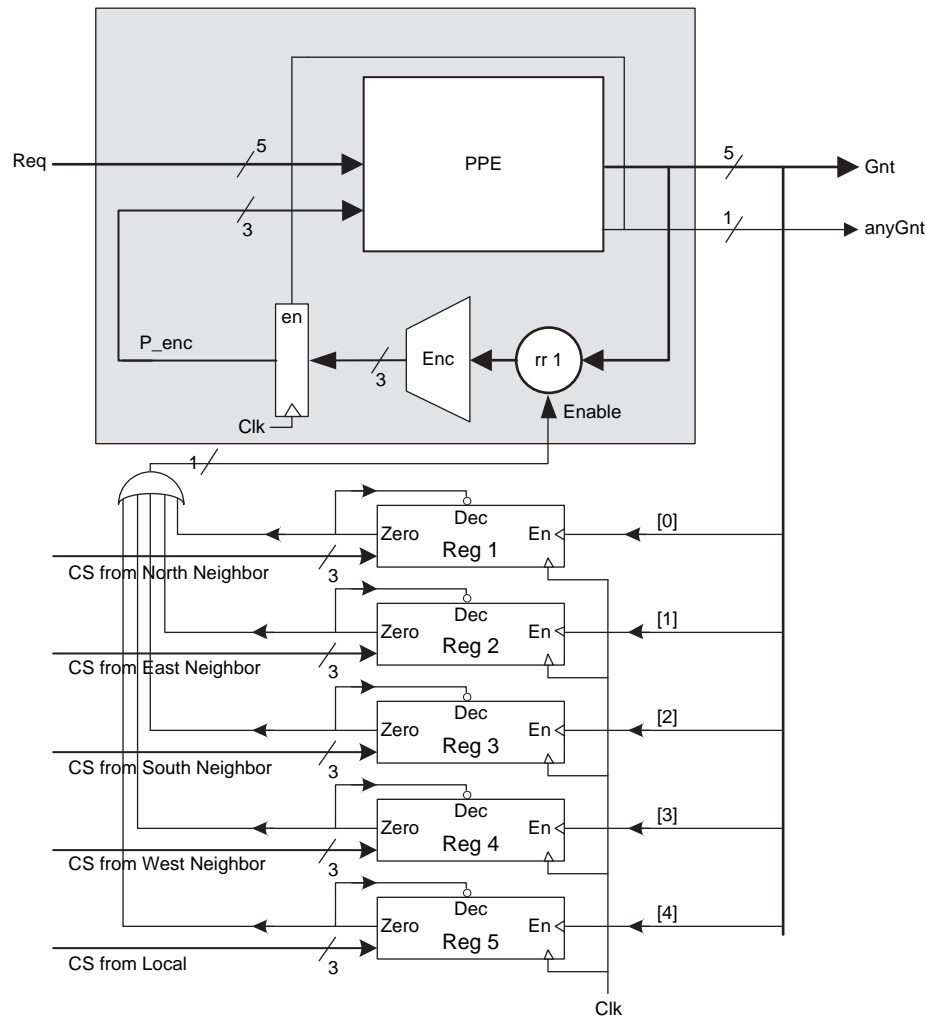 5
Req
PPE
5
Gnt
3
1
anyGnt
en
P_enc
Enc
rr 1
3
Clk
Enable
1
Dec
Zero
En
[0]
Reg 1
CS from North Neighbor
3
Dec
Zero
En
[1]
Reg 2
CS from East Neighbor
3
Dec
Zero
En
[2]
Reg 3
CS from South Neighbor
3
Dec
Zero
En
[3]
Reg 4
CS from West Neighbor
3
Dec
Zero
En
[4]
Reg 5
CS from Local
3
Clk